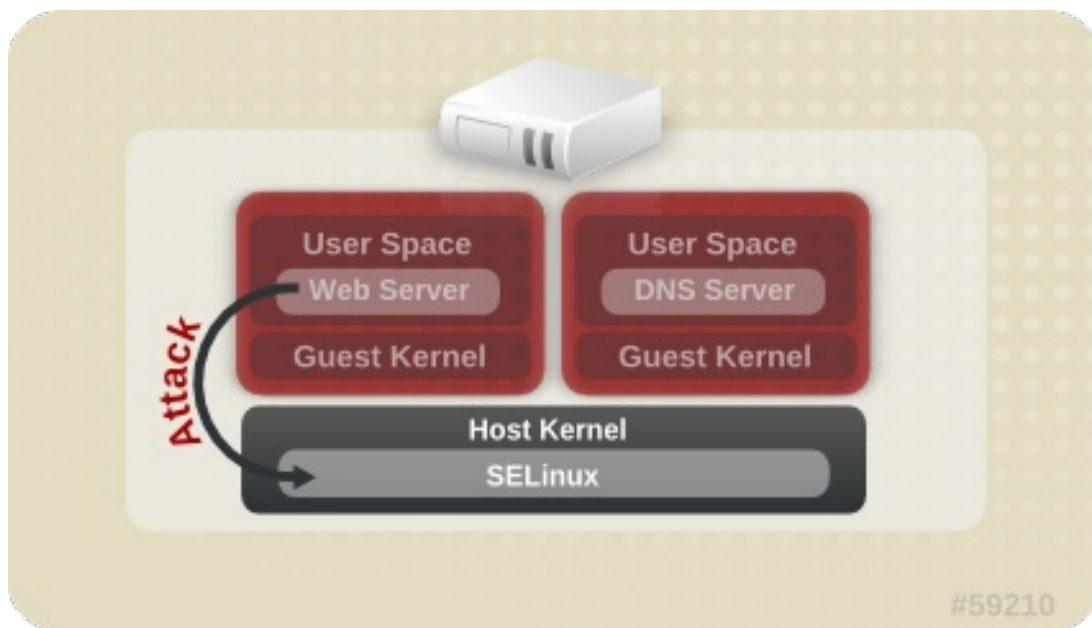 User Space
Web Server
Guest Kernel
User Space
DNS Server
Guest Kernel
Attack
Host Kernel
SELinux
#59210